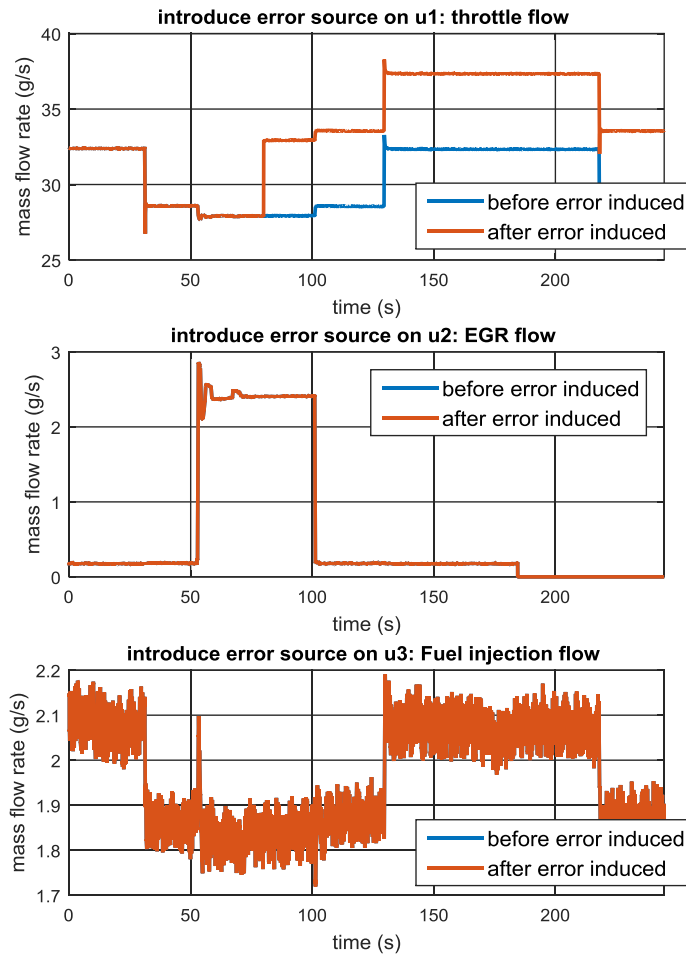 introduce error source on u1: throttle flow
mass flow rate (g/s)
40
35
30
25
0
50
100
150
200
time (s)
before error induced
after error induced
introduce error source on u2: EGR flow
mass flow rate (g/s)
3
2
1
0
0
50
100
150
200
time (s)
before error induced
after error induced
introduce error source on u3: Fuel injection flow
mass flow rate (g/s)
2.2
2.1
2
1.9
1.8
1.7
0
50
100
150
200
time (s)
before error induced
after error induced